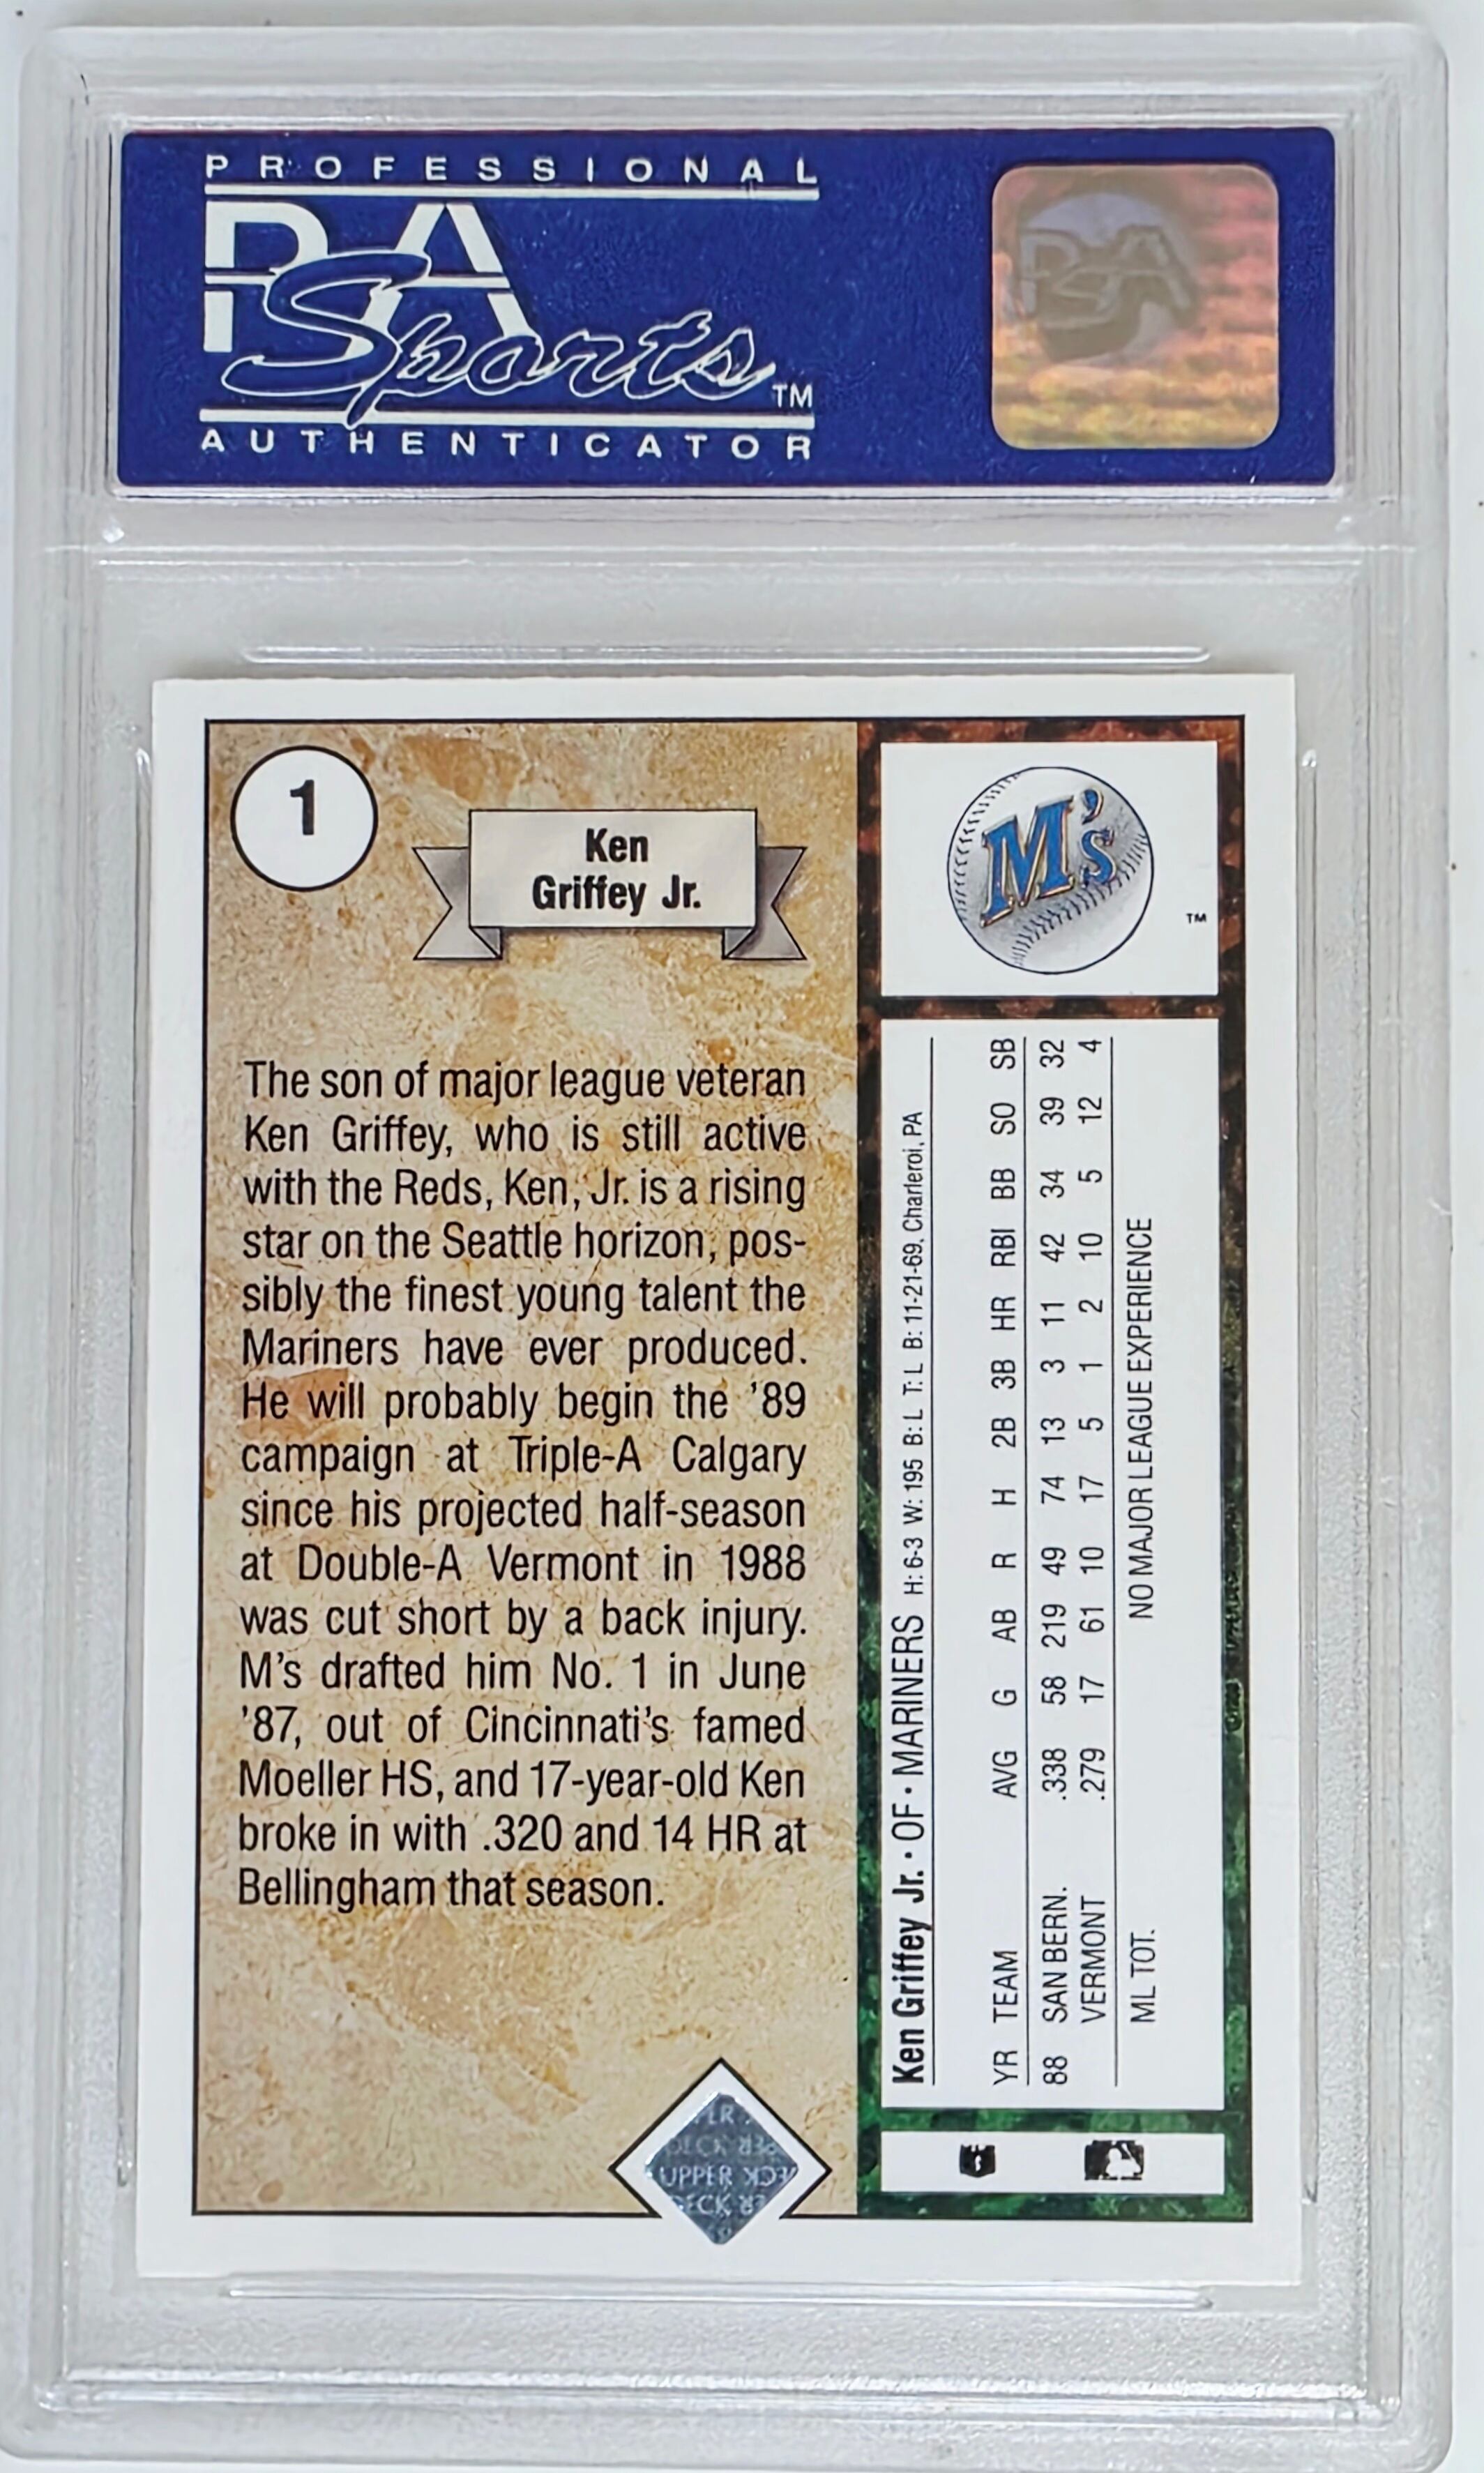 PROFESSIONAL
PSA
Sports™
AUTHENTICATOR
PSA
1
Ken
Griffey Jr.
The son of major league veteran
Ken Griffey, who is still active
with the Reds, Ken, Jr. is a rising
star on the Seattle horizon, pos-
sibly the finest young talent the
Mariners have ever produced.
He will probably begin the '89
campaign at Triple-A Calgary
since his projected half-season
at Double-A Vermont in 1988
was cut short by a back injury.
M's drafted him No. 1 in June
'87, out of Cincinnati's famed
Moeller HS, and 17-year-old Ken
broke in with .320 and 14 HR at
Bellingham that season.
UPPER DECK
M's
™
Ken Griffey Jr. · OF · MARINERS H: 6-3 W: 195 B: L T: L B: 11-21-69, Charleroi, PA
YR TEAM AVG G AB R H 2B 3B HR RBI BB SO SB
88 SAN BERN. .338 58 219 49 74 13 3 11 42 34 39 32
VERMONT .279 17 61 10 17 5 1 2 10 5 12 4
ML TOT. NO MAJOR LEAGUE EXPERIENCE